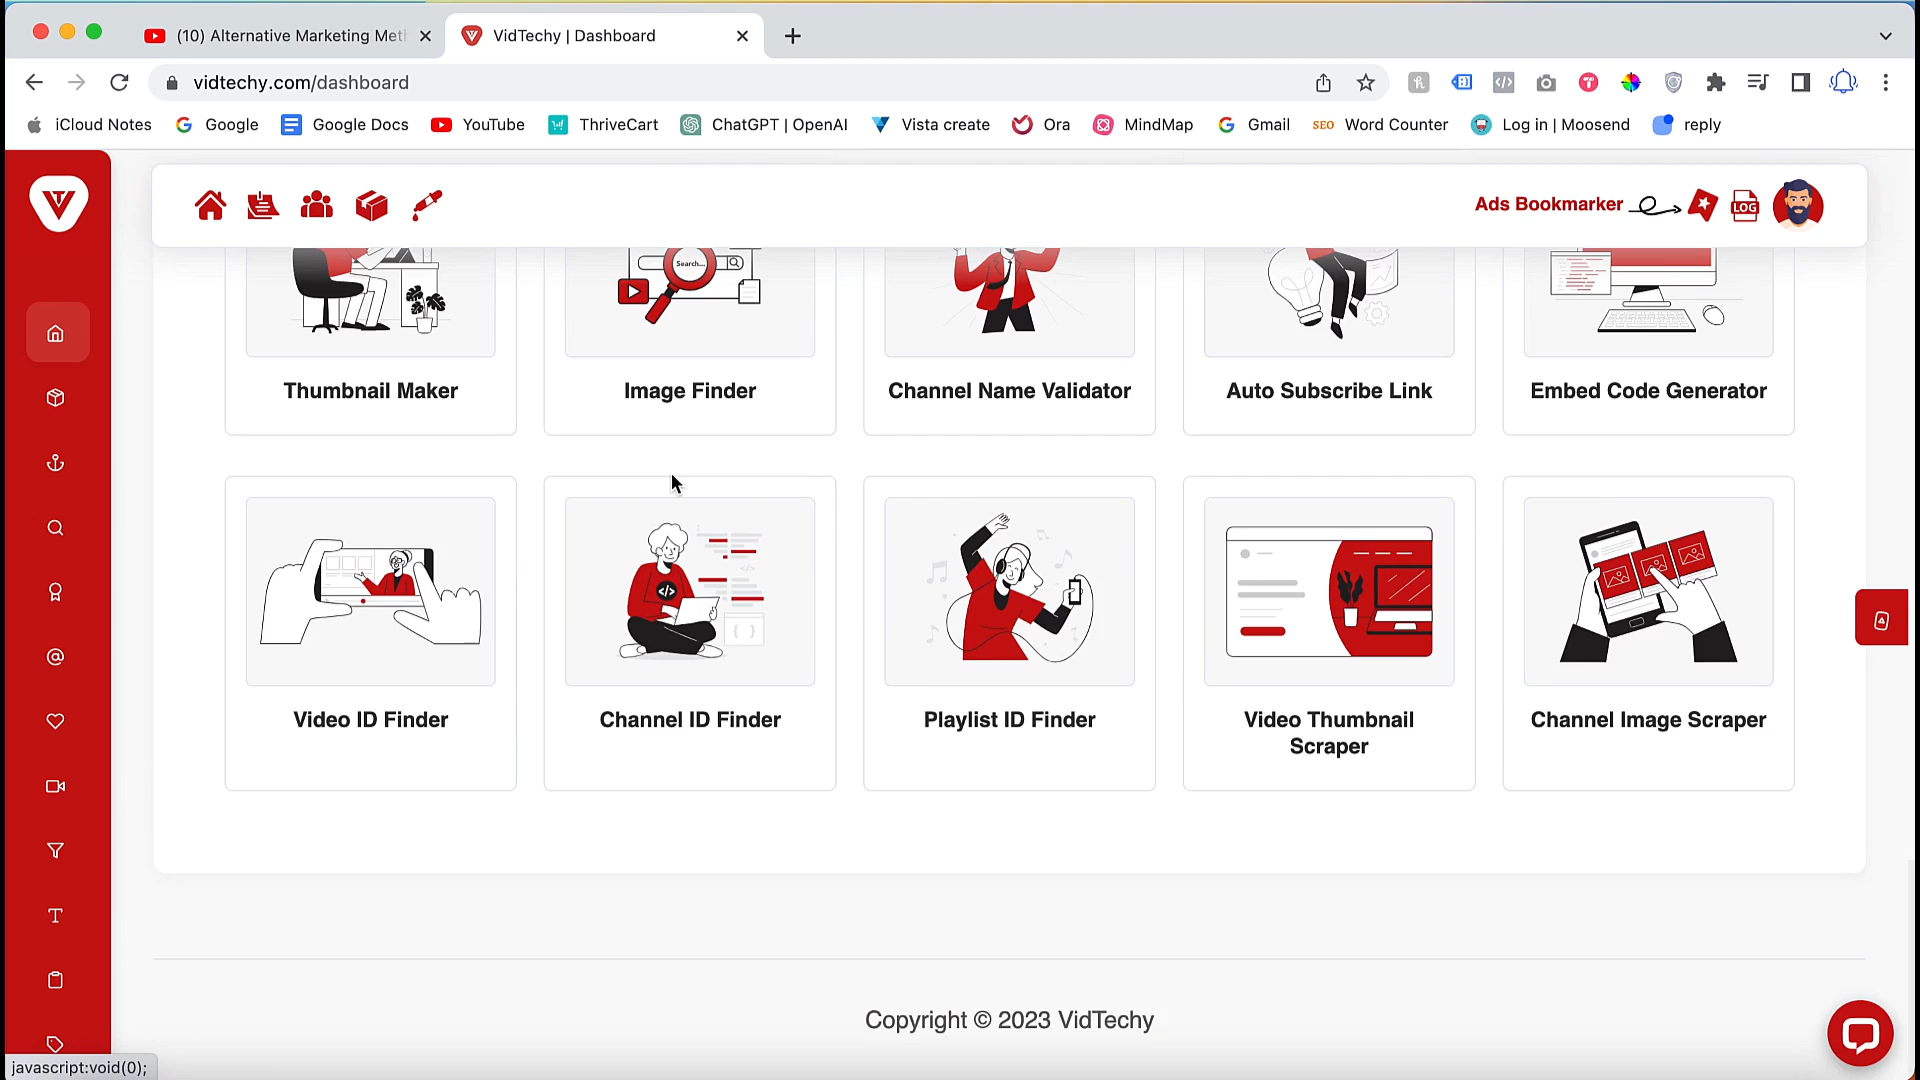 (10) Alternative Marketing Met
VidTechy | Dashboard
vidtechy.com/dashboard
iCloud Notes
Google
Google Docs
YouTube
ThriveCart
ChatGPT | OpenAI
Vista create
Ora
MindMap
Gmail
SEO
Word Counter
Log in | Moosend
reply
Ads Bookmarker
LOG
Search...
Thumbnail Maker
Image Finder
Channel Name Validator
Auto Subscribe Link
Embed Code Generator
Video ID Finder
Channel ID Finder
Playlist ID Finder
Video Thumbnail
Scraper
Channel Image Scraper
Copyright © 2023 VidTechy
javascript:void(0);